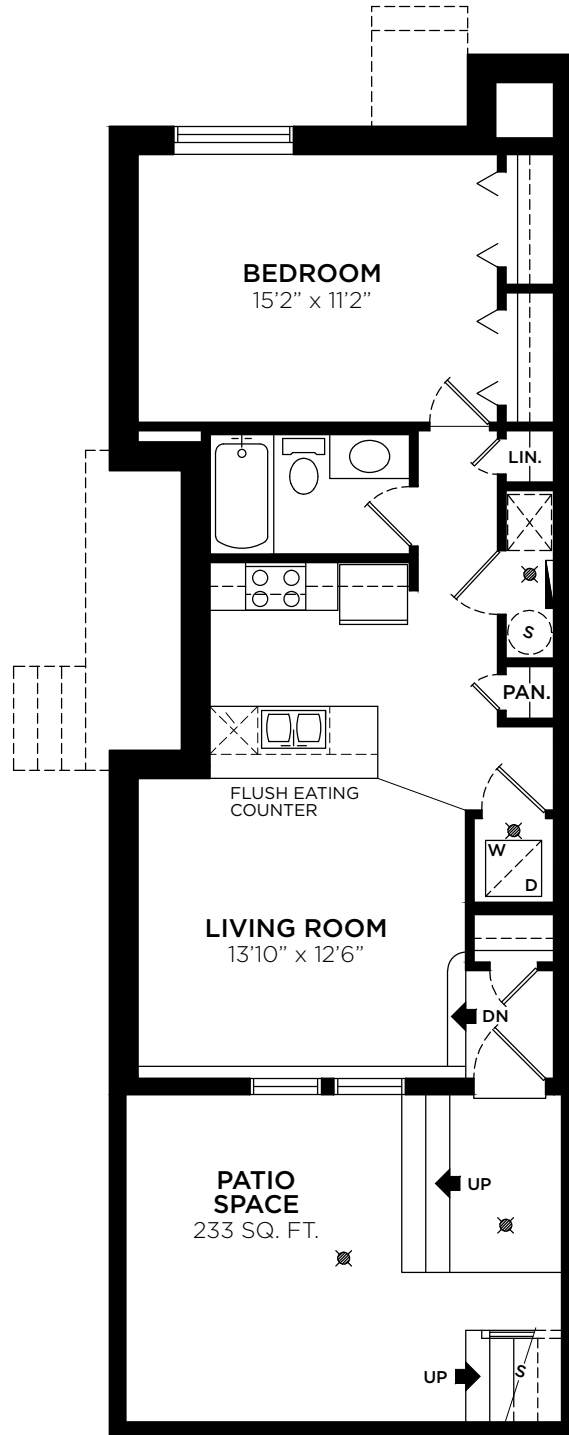 BEDROOM
15’2” x 11’2”
LIN.
S
PAN.
FLUSH EATING
COUNTER
W
D
LIVING ROOM
13’10” x 12’6”
DN
PATIO
SPACE
233 SQ. FT.
UP
UP
S